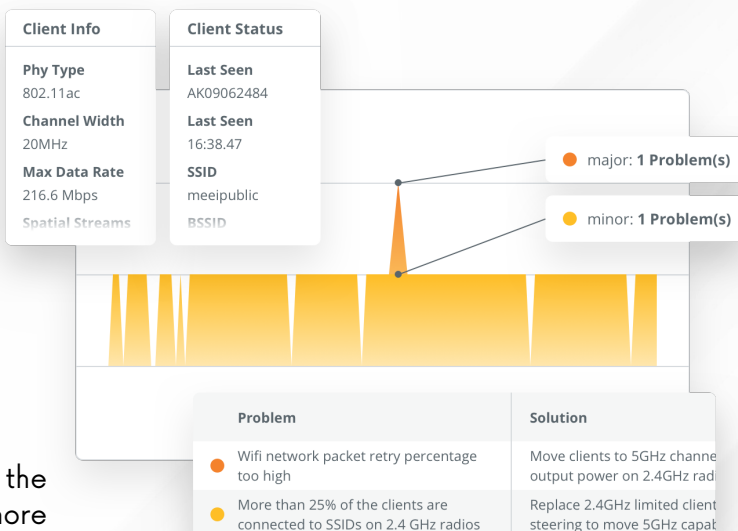 Client Info
Phy Type
802.11ac
Channel Width
20MHz
Max Data Rate
216.6 Mbps
Spatial Streams
Client Status
Last Seen
AK09062484
Last Seen
16:38.47
SSID
meeipublic
BSSID
major: 1 Problem(s)
minor: 1 Problem(s)
Problem
Solution
Wifi network packet retry percentage
too high
Move clients to 5GHz
output power on 2.4GHz
More than 25% of the clients are
connected to SSIDs on 2.4 GHz radios
Replace 2.4GHz limited
steering to move 5GHz
the